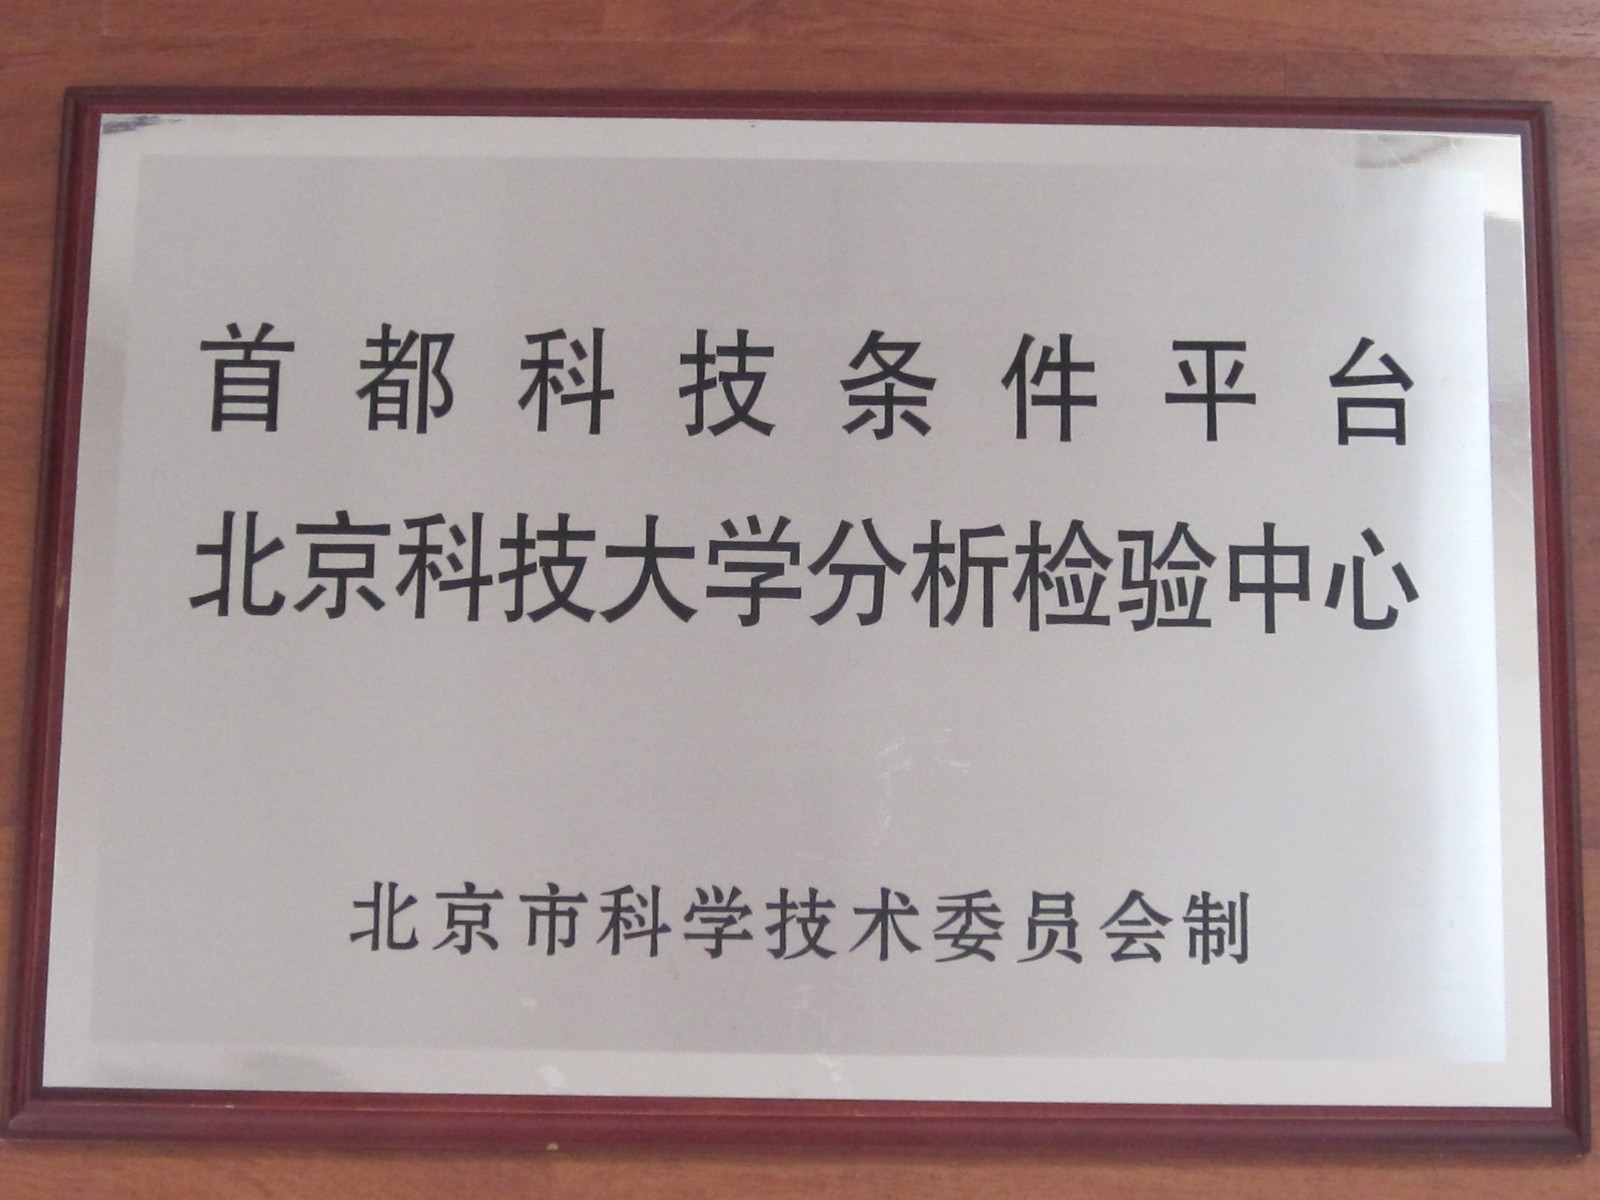 首都科技条件平台
北京科技大学分析检验中心
北京市科学技术委员会制